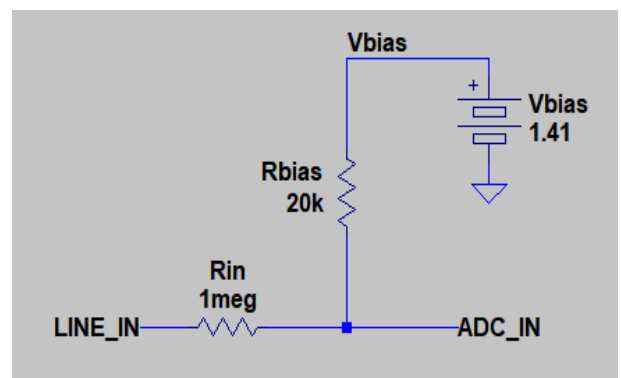 Vbias
+
Vbias
1.41
Rbias
20k
Rin
1meg
LINE_IN
ADC_IN